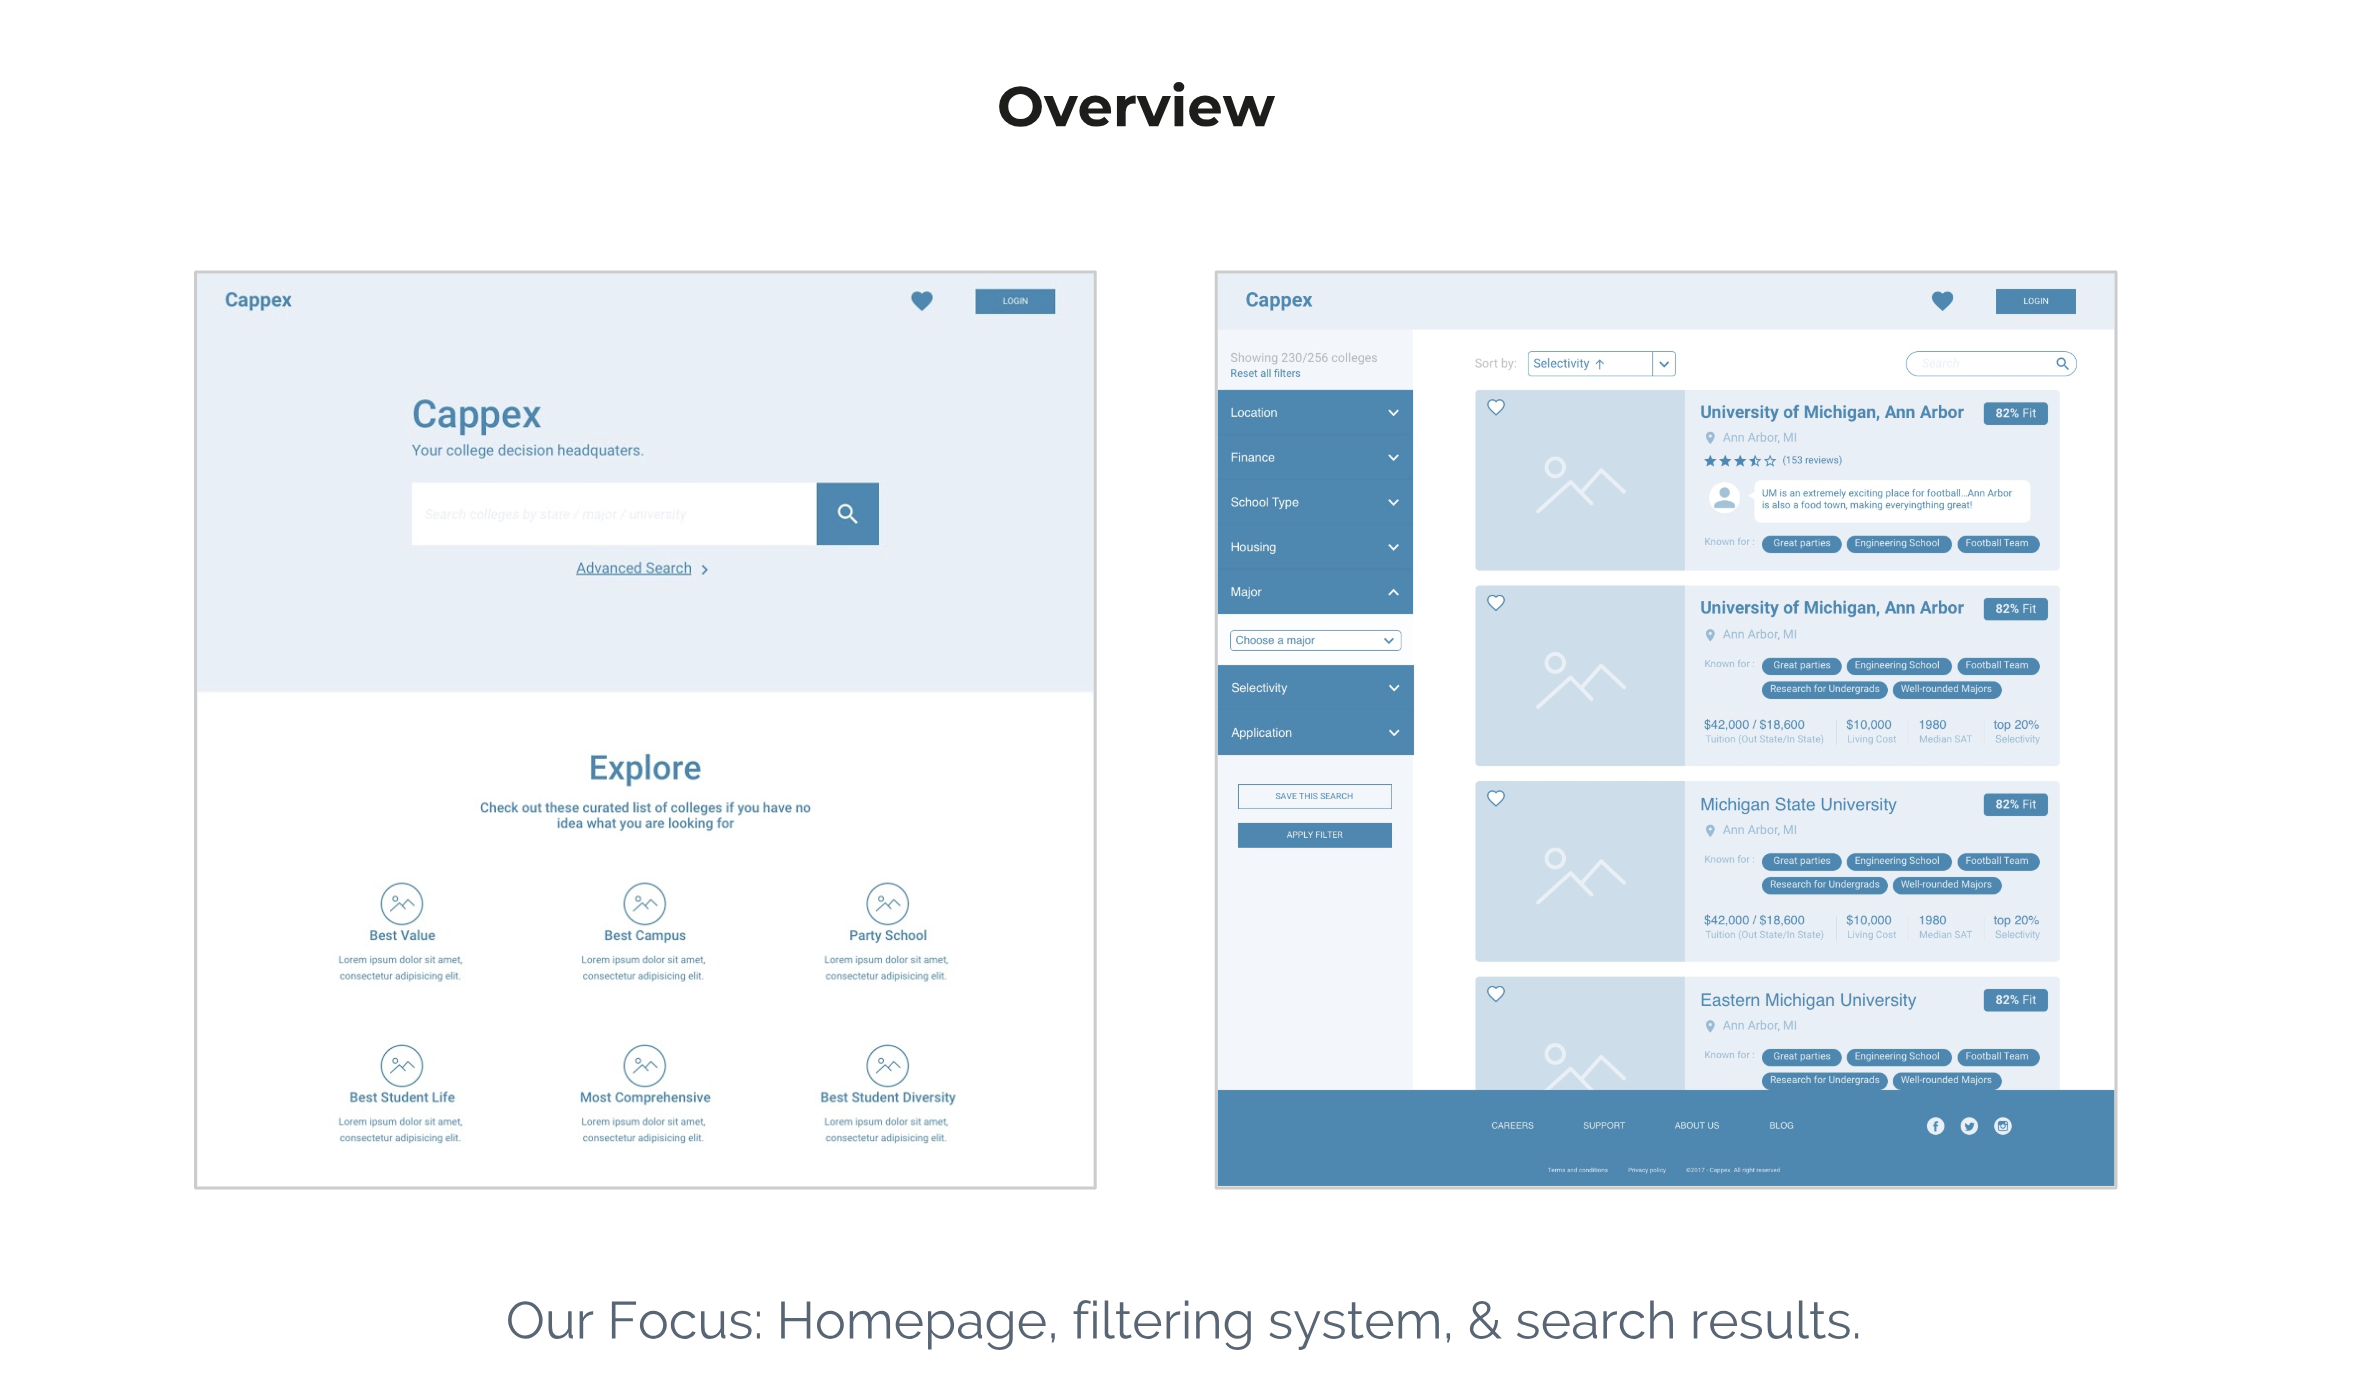 Overview
Cappex
LOGIN
Cappex
Your college decision headquaters.
Search colleges by state / major / university
Advanced Search
Explore
Check out these curated list of colleges if you have no
idea what you are looking for
Best Value
Lorem ipsum dolor sit amet,
consectetur adipisicing elit.
Best Campus
Lorem ipsum dolor sit amet,
consectetur adipisicing elit.
Party School
Lorem ipsum dolor sit amet,
consectetur adipisicing elit.
Best Student Life
Lorem ipsum dolor sit amet,
consectetur adipisicing elit.
Most Comprehensive
Lorem ipsum dolor sit amet,
consectetur adipisicing elit.
Best Student Diversity
Lorem ipsum dolor sit amet,
consectetur adipisicing elit.
Cappex
LOGIN
Showing 230/256 colleges
Reset all filters
Location
Finance
School Type
Housing
Major
Choose a major
Selectivity
Application
SAVE THIS SEARCH
APPLY FILTER
Sort by: Selectivity ↑
Search
University of Michigan, Ann Arbor 82% Fit
Ann Arbor, MI
(153 reviews)
UM is an extremely exciting place for football...Ann Arbor
is also a food town, making everyingthing great!
Known for : Great parties Engineering School Football Team
University of Michigan, Ann Arbor 82% Fit
Ann Arbor, MI
Known for : Great parties Engineering School Football Team
Research for Undergrads Well-rounded Majors
$42,000 / $18,600 $10,000 1980 top 20%
Tuition (Out State/In State) Living Cost Median SAT Selectivity
Michigan State University 82% Fit
Ann Arbor, MI
Known for : Great parties Engineering School Football Team
Research for Undergrads Well-rounded Majors
$42,000 / $18,600 $10,000 1980 top 20%
Tuition (Out State/In State) Living Cost Median SAT Selectivity
Eastern Michigan University 82% Fit
Ann Arbor, MI
Known for : Great parties Engineering School Football Team
Research for Undergrads Well-rounded Majors
CAREERS SUPPORT ABOUT US BLOG
Terms and conditions Privacy policy ©2017 - Cappex. All right reserved
Our Focus: Homepage, filtering system, & search results.